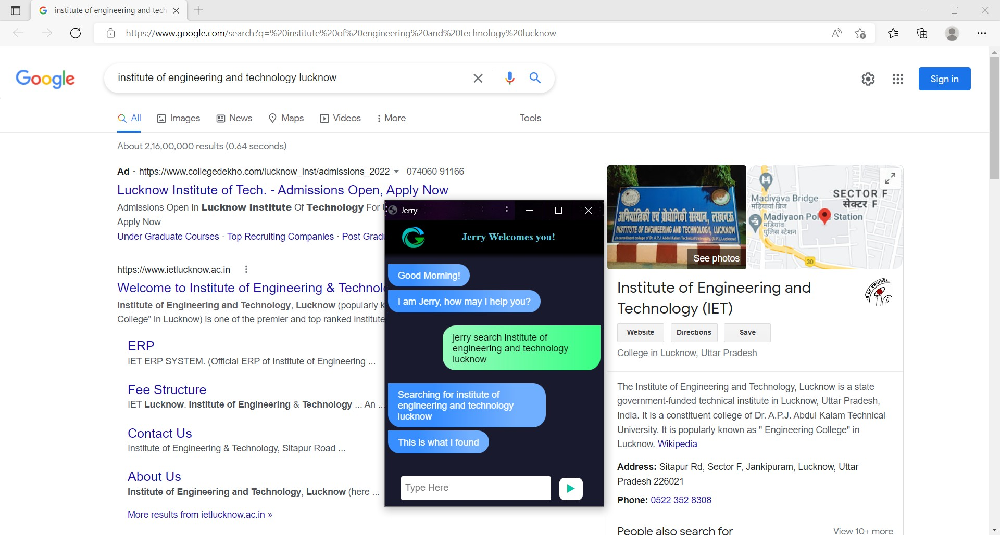 institute of engineering and tech
https://www.google.com/search?q=%20institute%20of%20engineering%20and%20technology%20lucknow
Google
institute of engineering and technology lucknow
Sign in
All
Images
News
Maps
Videos
More
Tools
About 2,16,00,000 results (0.64 seconds)
Ad · https://www.collegedekho.com/lucknow_inst/admissions_2022 074060 91166
Lucknow Institute of Tech. - Admissions Open, Apply Now
Admissions Open In Lucknow Institute Of Technology For
Apply Now
Under Graduate Courses · Top Recruiting Companies · Post Gradu
https://www.ietlucknow.ac.in
Welcome to Institute of Engineering & Technol
Institute of Engineering and Technology, Lucknow (popularly k
College" in Lucknow) is one of the premier and top ranked institute
ERP
IET ERP SYSTEM. (Official ERP of Institute of Engineering ...
Fee Structure
IET Lucknow. Institute of Engineering & Technology ... An ...
Contact Us
Institute of Engineering & Technology, Sitapur Road ...
About Us
Institute of Engineering and Technology, Lucknow (here ...
More results from ietlucknow.ac.in »
Jerry
Jerry Welcomes you!
Good Morning!
I am Jerry, how may I help you?
jerry search institute of
engineering and technology
lucknow
Searching for institute of
engineering and technology
lucknow
This is what I found
Type Here
अभियांत्रिकी एवं प्रौद्योगिकी संस्थान, लखनऊ
INSTITUTE OF ENGINEERING AND TECHNOLOGY, LUCKNOW
(a constituent college of Dr. A.P.J. Abdul Kalam Technical University, (U.P.), Lucknow)
See photos
Madiyava Bridge
मड़ियावां ब्रिज
SECTOR F
सेक्टर F
Madiyaon Poli Station
मडियांव
पुलिस स्टेशन
30
Institute of Engineering and
Technology (IET)
E OF ENGINEE
Website
Directions
Save
College in Lucknow, Uttar Pradesh
The Institute of Engineering and Technology, Lucknow is a state
government-funded technical institute in Lucknow, Uttar Pradesh,
India. It is a constituent college of Dr. A.P.J. Abdul Kalam Technical
University. It is popularly known as " Engineering College" in
Lucknow. Wikipedia
Address: Sitapur Rd, Sector F, Jankipuram, Lucknow, Uttar
Pradesh 226021
Phone: 0522 352 8308
People also search for
View 10+ more